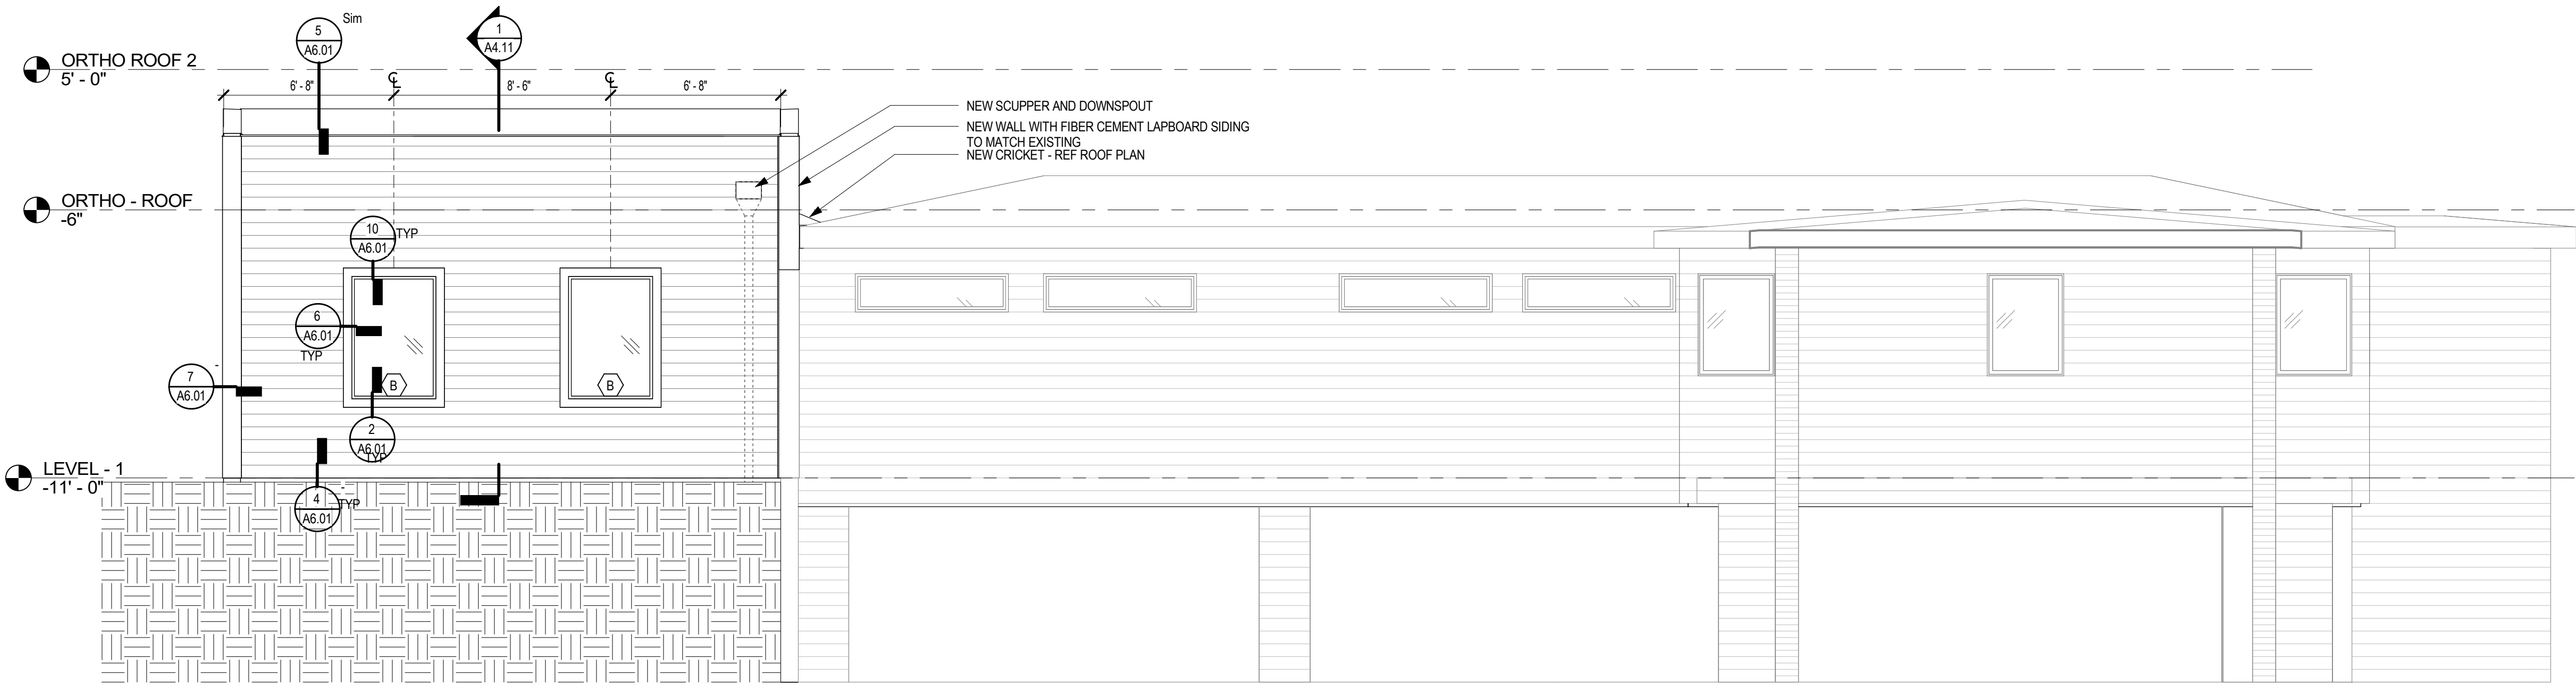 5
Sim
A6.01
1
A4.11
ORTHO ROOF 2
5' - 0"
6' - 8"
8' - 6"
6' - 8"
NEW SCUPPER AND DOWNSPOUT
NEW WALL WITH FIBER CEMENT LAPBOARD SIDING
TO MATCH EXISTING
NEW CRICKET - REF ROOF PLAN
ORTHO - ROOF
-6"
10
TYP
A6.01
6
A6.01
TYP
7
-
A6.01
B
B
2
A6.01
TYP
LEVEL - 1
-11' - 0"
4
-
TYP
A6.01